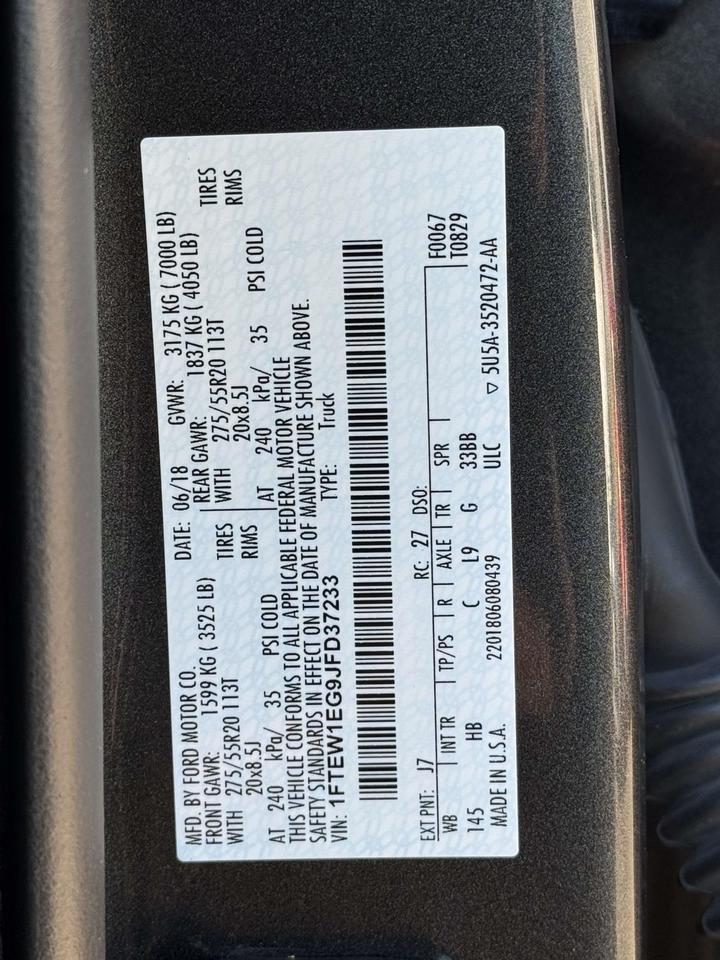 MFD. BY FORD MOTOR CO.
DATE: 06/18 GVWR: 3175 KG ( 7000 LB)
FRONT GAWR: 1599 KG ( 3525 LB)
REAR GAWR: 1837 KG ( 4050 LB)
WITH 275/55R20 113T TIRES
WITH 275/55R20 113T TIRES
20x8.5J RIMS
20x8.5J RIMS
AT 240 kPa/ 35 PSI COLD
AT 240 kPa/ 35 PSI COLD
THIS VEHICLE CONFORMS TO ALL APPLICABLE FEDERAL MOTOR VEHICLE
SAFETY STANDARDS IN EFFECT ON THE DATE OF MANUFACTURE SHOWN ABOVE.
VIN: 1FTEW1EG9JFD37233 TYPE: Truck
EXT PNT: J7 RC: 27 DSO: F0067
WB INT TR TP/PS R AXLE TR SPR T0829
145 HB C L9 G 33BB
MADE IN U.S.A. 2201806080439 ULC ▽ 5U5A-3520472-AA